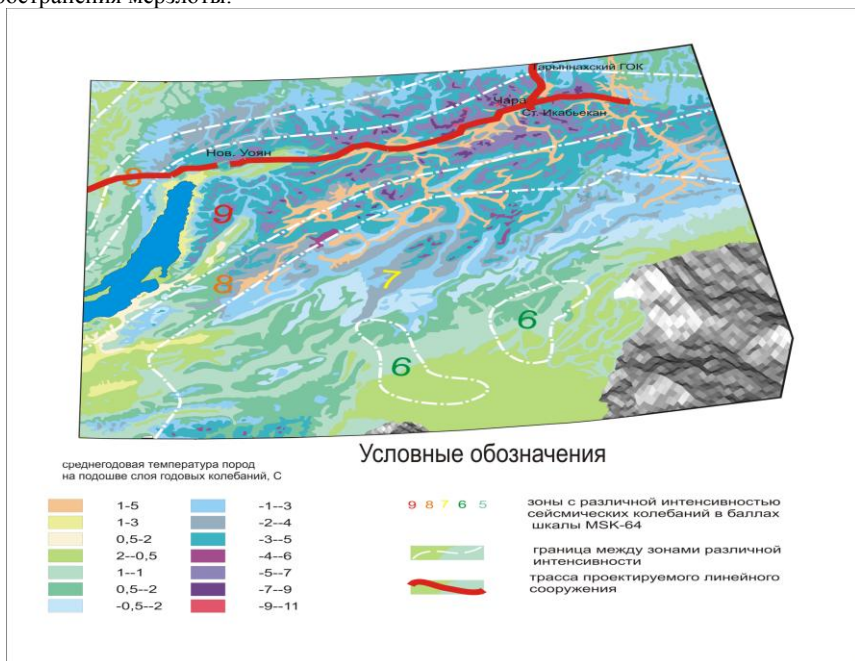 остранения мерзлоты.
Тарыннахский ГОК
Чара
Ст. Икабьекан
Нов. Уоян
8
9
8
7
6
6
Условные обозначения
среднегодовая температура пород
на подошве слоя годовых колебаний, С
1-5
1-3
0,5-2
2--0,5
1--1
0,5--2
-0,5--2
-1--3
-2--4
-3--5
-4--6
-5--7
-7--9
-9--11
9 8 7 6 5
зоны с различной интенсивностью
сейсмических колебаний в баллах
шкалы MSK-64
граница между зонами различной
интенсивности
трасса проектируемого линейного
сооружения